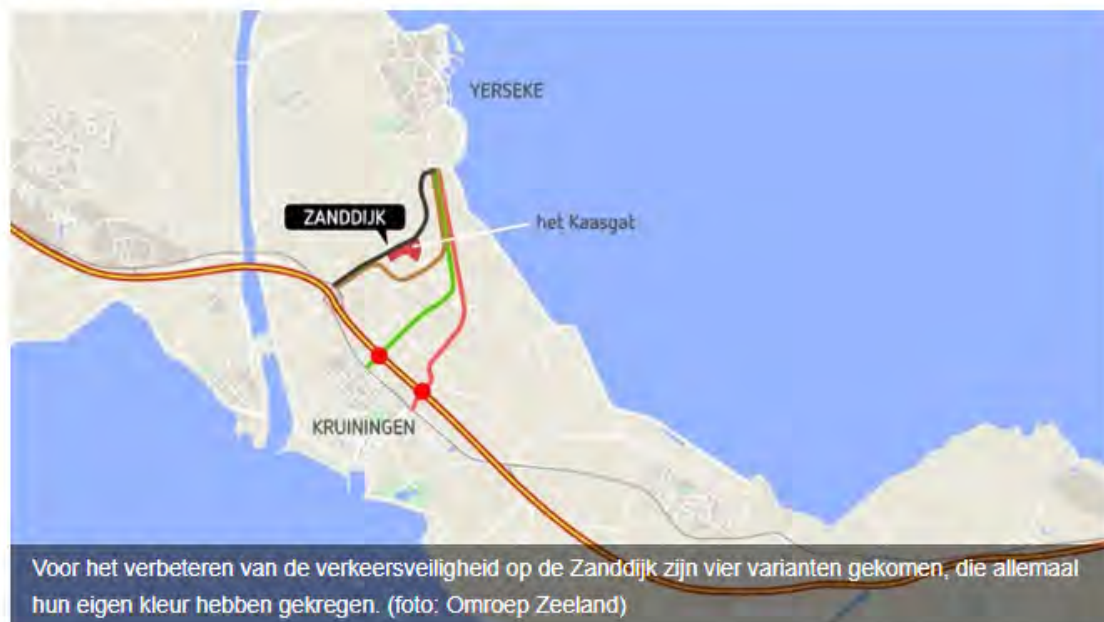 YERSEKE
ZANDDIJK
het Kaasgat
KRUININGEN
Voor het verbeteren van de verkeersveiligheid op de Zanddijk zijn vier varianten gekomen, die allemaal
hun eigen kleur hebben gekregen. (foto: Omroep Zeeland)